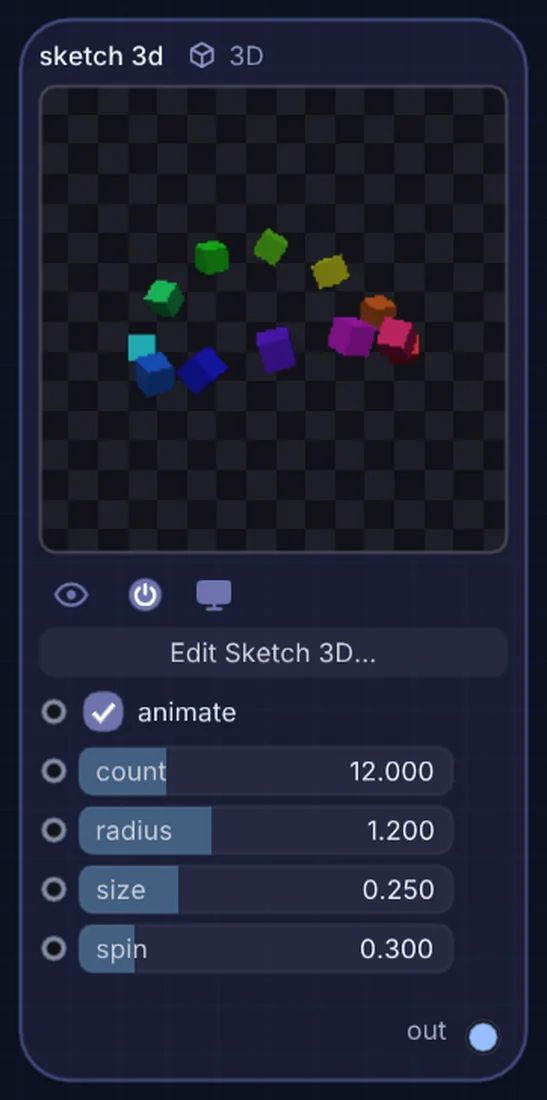 sketch 3d 3D
Edit Sketch 3D...
animate
count 12.000
radius 1.200
size 0.250
spin 0.300
out